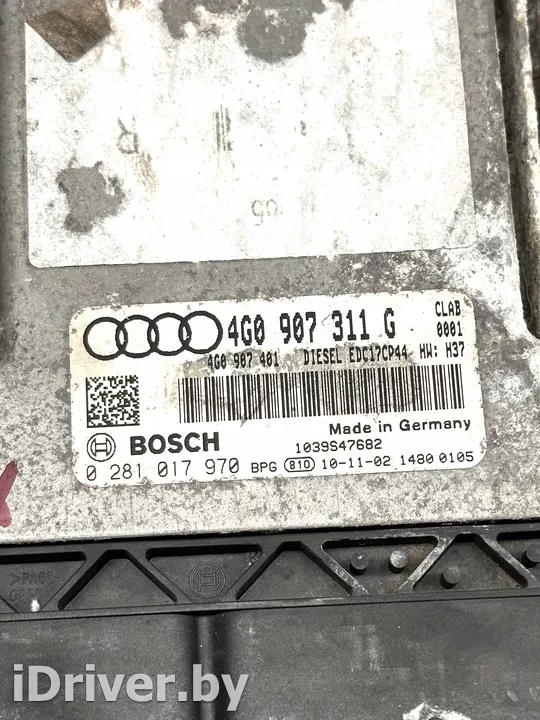 R
05
4G0 907 311 G CLAB
0001
4G0 907 401 DIESEL EDC17CP44 HW: H37
Made in Germany
BOSCH 1039S47682
0 281 017 970 BPG 810 10-11-02 1480 0105
iDriver.by